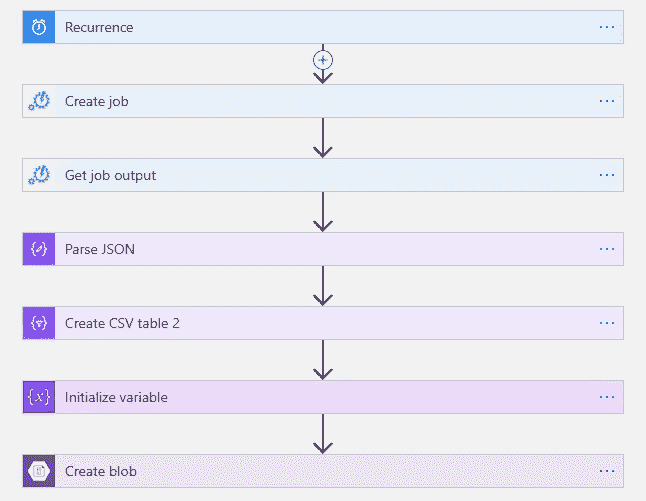 Recurrence
Create job
Get job output
Parse JSON
Create CSV table 2
Initialize variable
Create blob